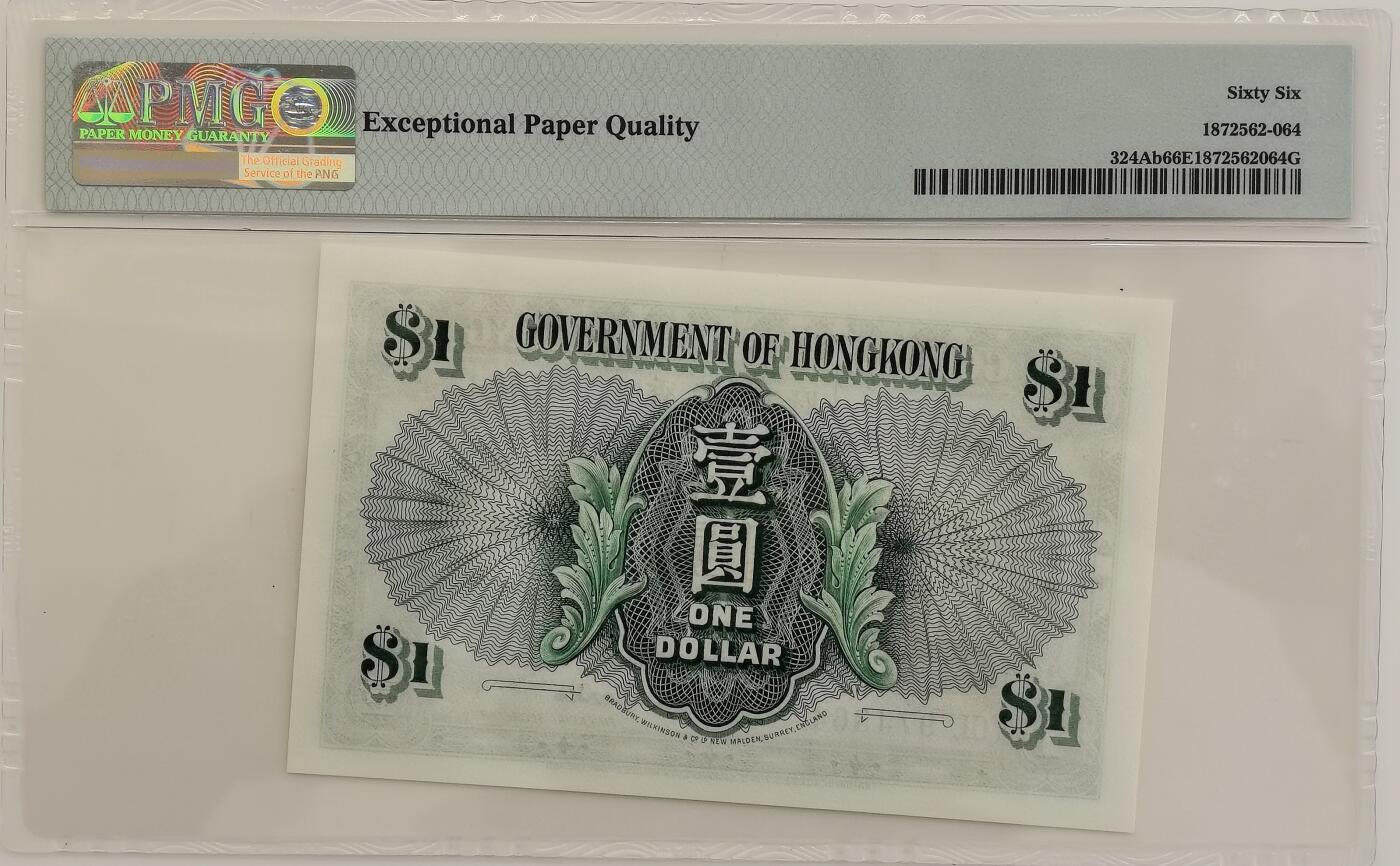 PMG
PAPER MONEY GUARANTY
The Official Grading
Service of the PNG
Exceptional Paper Quality
Sixty Six
1872562-064
324Ab66E1872562064G
$1
GOVERNMENT OF HONGKONG
$1
壹
圓
ONE
DOLLAR
$1
$1
BRADBURY, WILKINSON & Cº Lᴰ NEW MALDEN, SURREY, ENGLAND